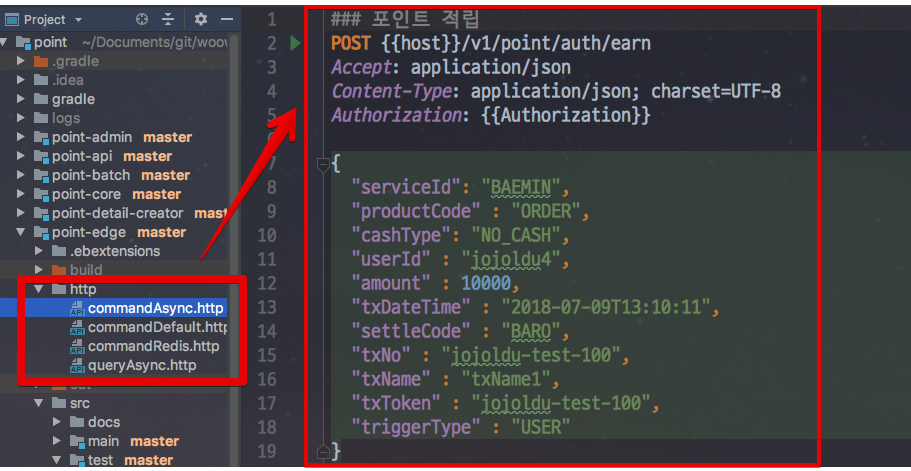 Project
point ~/Documents/git/woov
.gradle
.idea
gradle
logs
point-admin master
point-api master
point-batch master
point-core master
point-detail-creator mast
point-edge master
.ebextensions
build
http
commandAsync.http
commandDefault.http
commandRedis.http
queryAsync.http
out
src
docs
main master
test master
1 ### 포인트 적립
2 POST {{host}}/v1/point/auth/earn
3 Accept: application/json
4 Content-Type: application/json; charset=UTF-8
5 Authorization: {{Authorization}}
6
7 {
8 "serviceId": "BAEMIN",
9 "productCode" : "ORDER",
10 "cashType": "NO_CASH",
11 "userId" : "jojoldu4",
12 "amount" : 10000,
13 "txDateTime" : "2018-07-09T13:10:11",
14 "settleCode" : "BARO",
15 "txNo" : "jojoldu-test-100",
16 "txName" : "txName1",
17 "txToken" : "jojoldu-test-100",
18 "triggerType" : "USER"
19 }